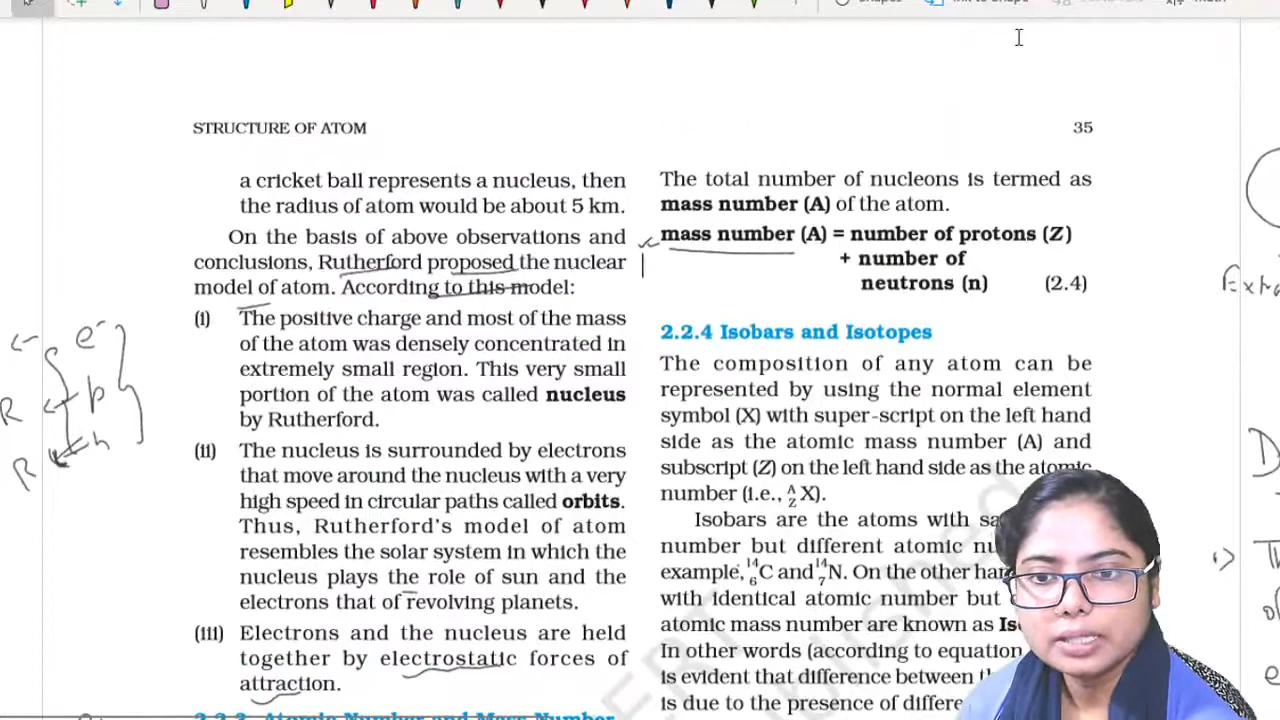 STRUCTURE OF ATOM
35
a cricket ball represents a nucleus, then
the radius of atom would be about 5 km.
On the basis of above observations and
conclusions, Rutherford proposed the nuclear
model of atom. According to this model:
(i) The positive charge and most of the mass
of the atom was densely concentrated in
extremely small region. This very small
portion of the atom was called nucleus
by Rutherford.
(ii) The nucleus is surrounded by electrons
that move around the nucleus with a very
high speed in circular paths called orbits.
Thus, Rutherford's model of atom
resembles the solar system in which the
nucleus plays the role of sun and the
electrons that of revolving planets.
(iii) Electrons and the nucleus are held
together by electrostatic forces of
attraction.
2.2.3 Atomic Number and Mass Number
The total number of nucleons is termed as
mass number (A) of the atom.
mass number (A) = number of protons (Z)
+ number of
neutrons (n) (2.4)
2.2.4 Isobars and Isotopes
The composition of any atom can be
represented by using the normal element
symbol (X) with super-script on the left hand
side as the atomic mass number (A) and
subscript (Z) on the left hand side as the atomic
number (i.e., ᴬ_Z X).
Isobars are the atoms with
number but different atomic
example, ¹⁴₆C and ¹⁴₇N. On the other
with identical atomic number but
atomic mass number are known as
In other words (according to equation
is evident that difference between
is due to the presence of
e⁻
p
n
R
R